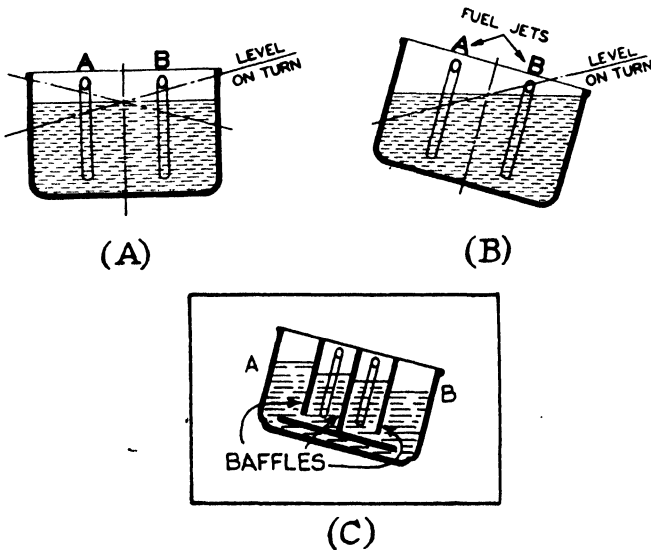 A B
LEVEL
ON TURN
(A)
FUEL JETS
A B
LEVEL
ON TURN
(B)
A
B
BAFFLES
(C)